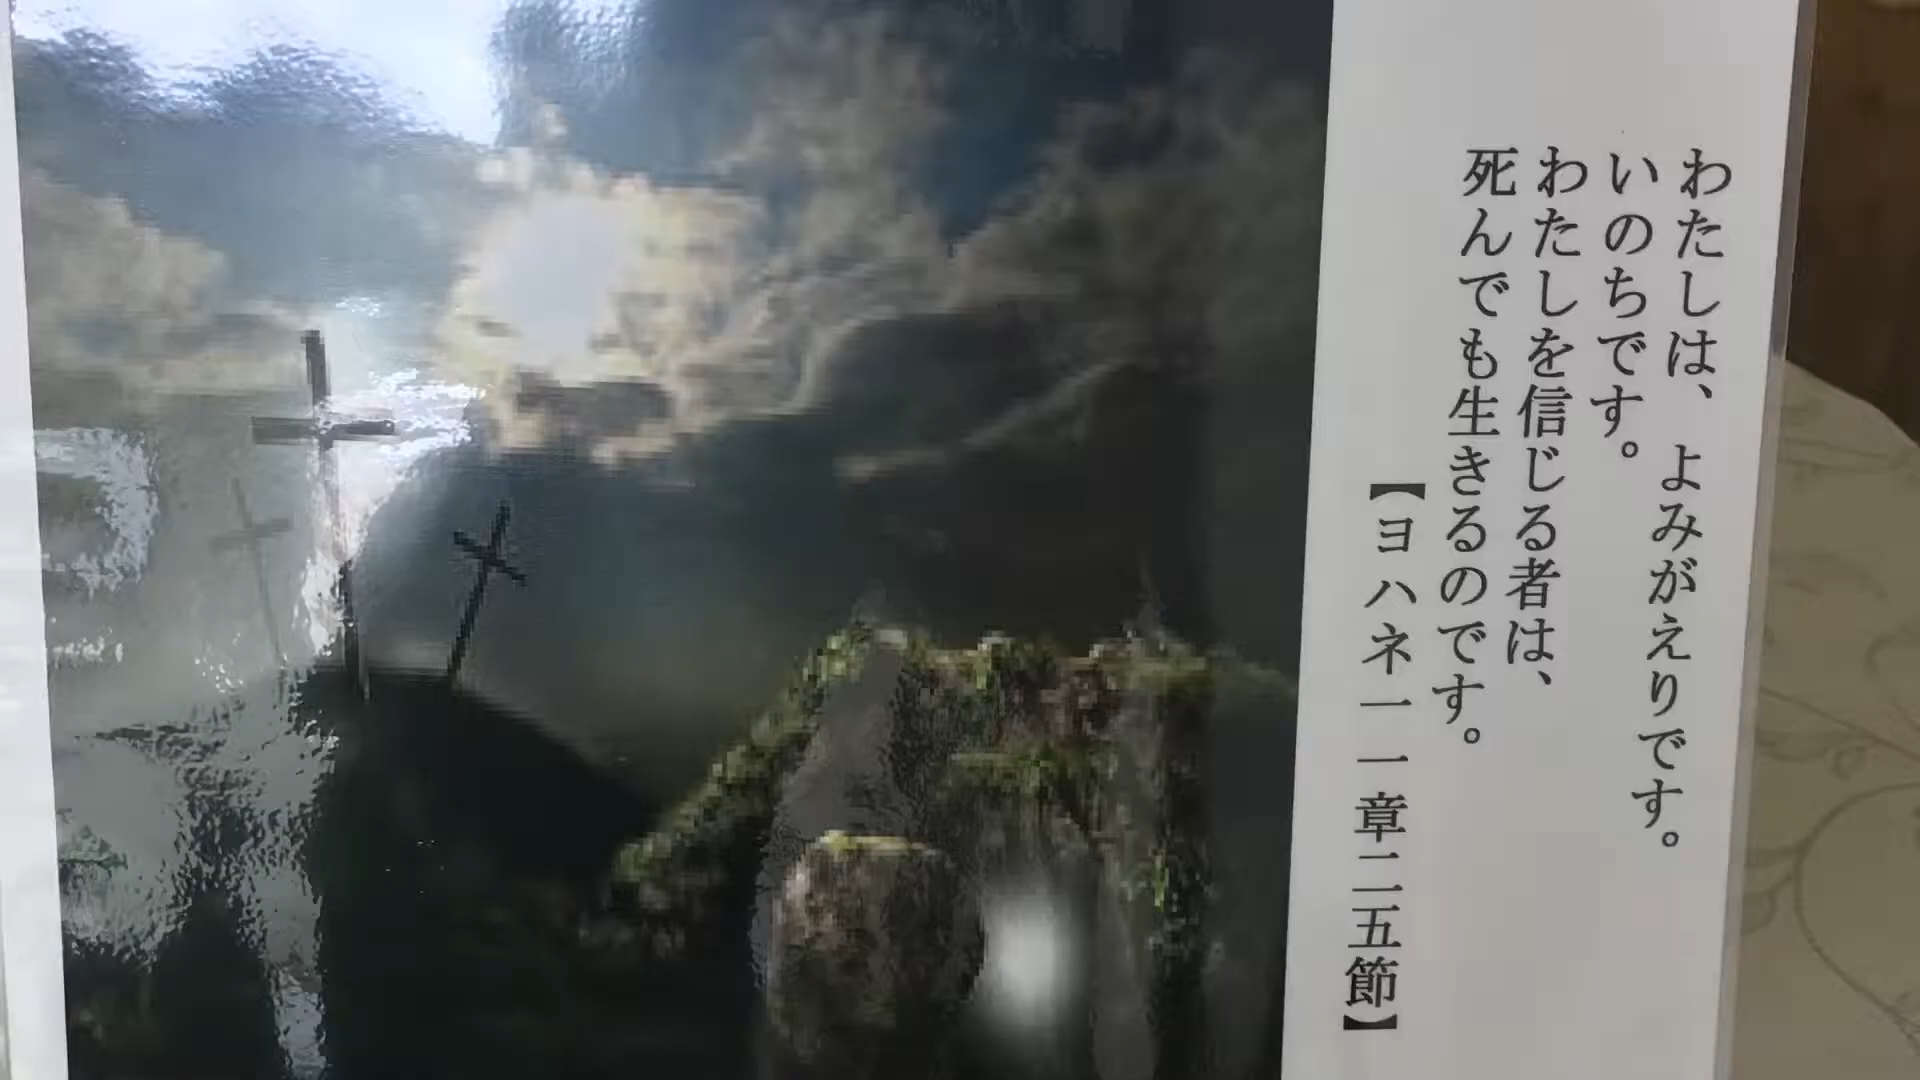 わたしは、よみがえりです。
いのちです。
わたしを信じる者は、
死んでも生きるのです。
【ヨハネ一一章二五節】